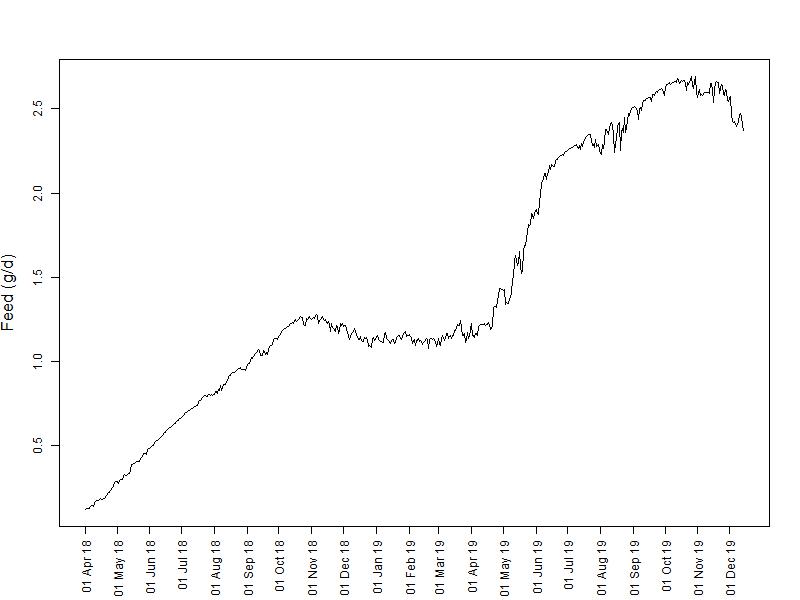 Feed (g/d)
2.5
2.0
1.5
1.0
0.5
01 Apr 18
01 May 18
01 Jun 18
01 Jul 18
01 Aug 18
01 Sep 18
01 Oct 18
01 Nov 18
01 Dec 18
01 Jan 19
01 Feb 19
01 Mar 19
01 Apr 19
01 May 19
01 Jun 19
01 Jul 19
01 Aug 19
01 Sep 19
01 Oct 19
01 Nov 19
01 Dec 19